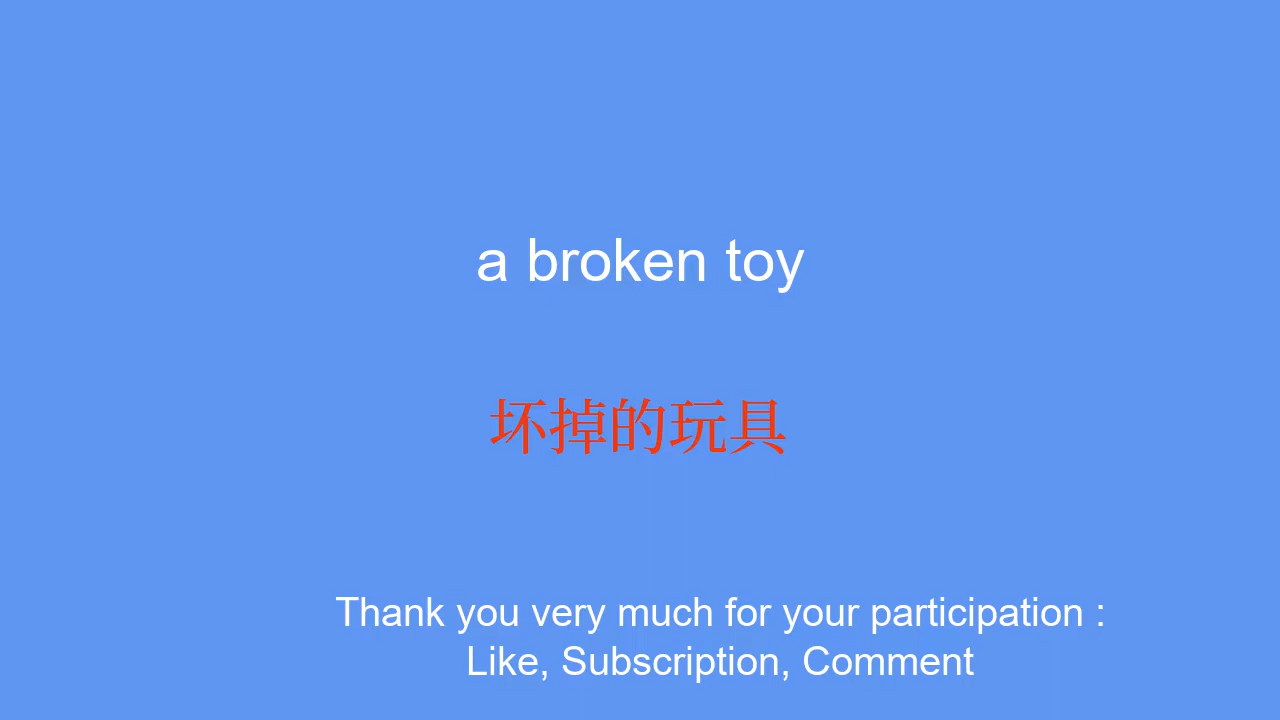 a broken toy
坏掉的玩具
Thank you very much for your participation :
Like, Subscription, Comment